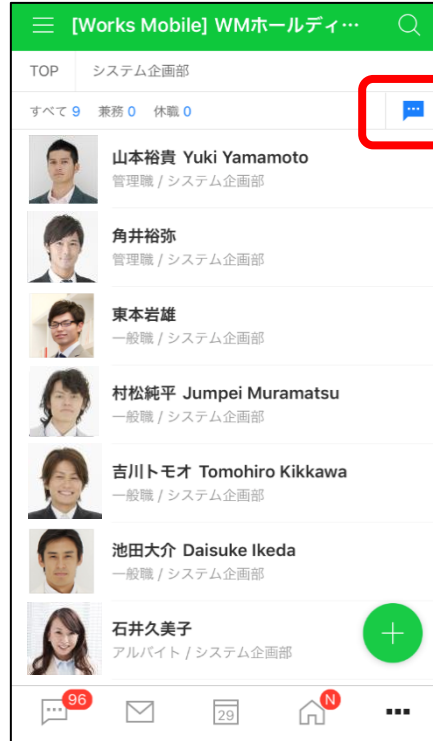 [Works Mobile] WMホールディ…
TOP システム企画部
すべて 9 兼務 0 休職 0
山本裕貴 Yuki Yamamoto
管理職 / システム企画部
角井裕弥
管理職 / システム企画部
東本岩雄
一般職 / システム企画部
村松純平 Jumpei Muramatsu
一般職 / システム企画部
吉川トモオ Tomohiro Kikkawa
一般職 / システム企画部
池田大介 Daisuke Ikeda
一般職 / システム企画部
石井久美子
アルバイト / システム企画部
96
29
N